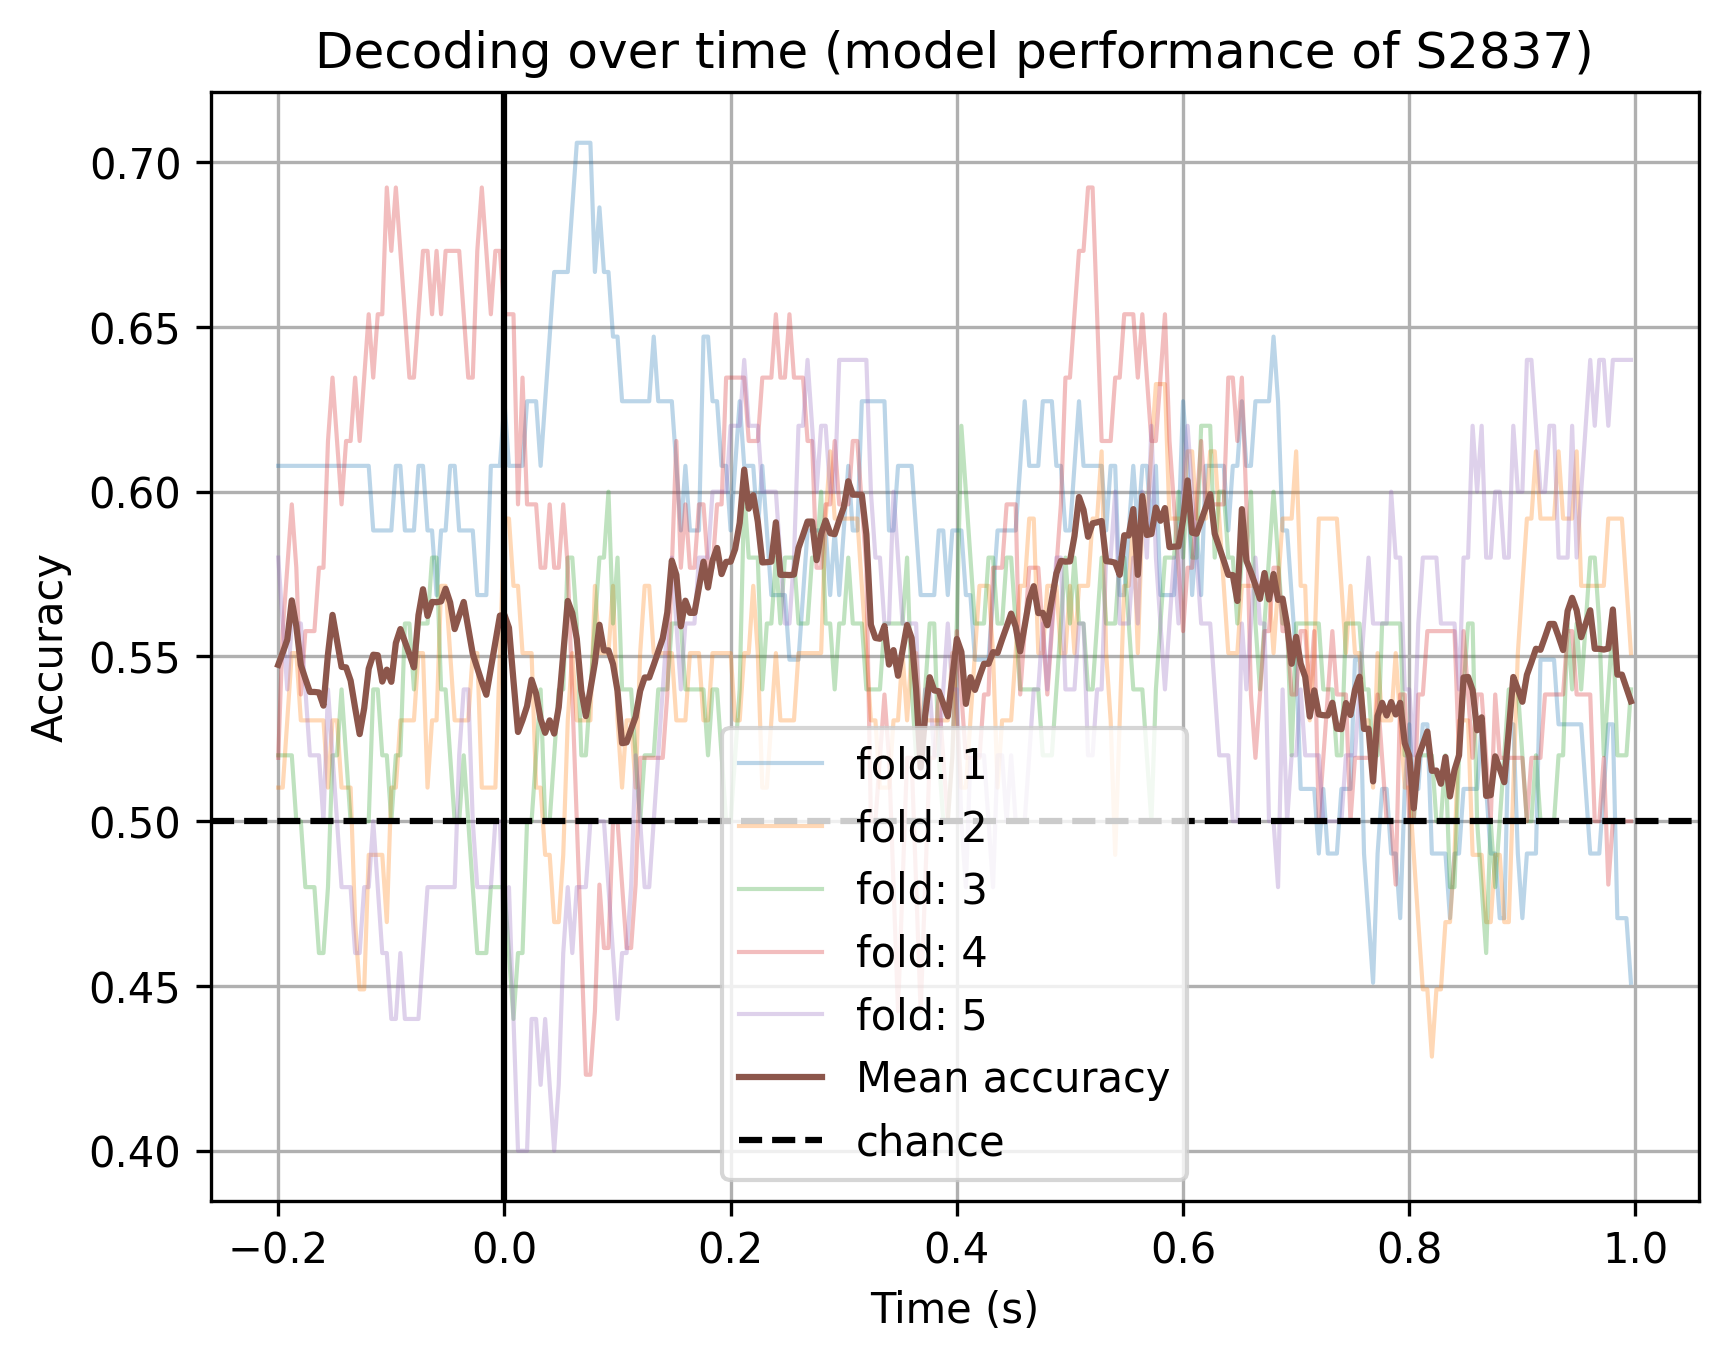 Decoding over time (model performance of S2837)
Accuracy
0.70
0.65
0.60
0.55
0.50
0.45
0.40
fold: 1
fold: 2
fold: 3
fold: 4
fold: 5
Mean accuracy
chance
−0.2 0.0 0.2 0.4 0.6 0.8 1.0
Time (s)